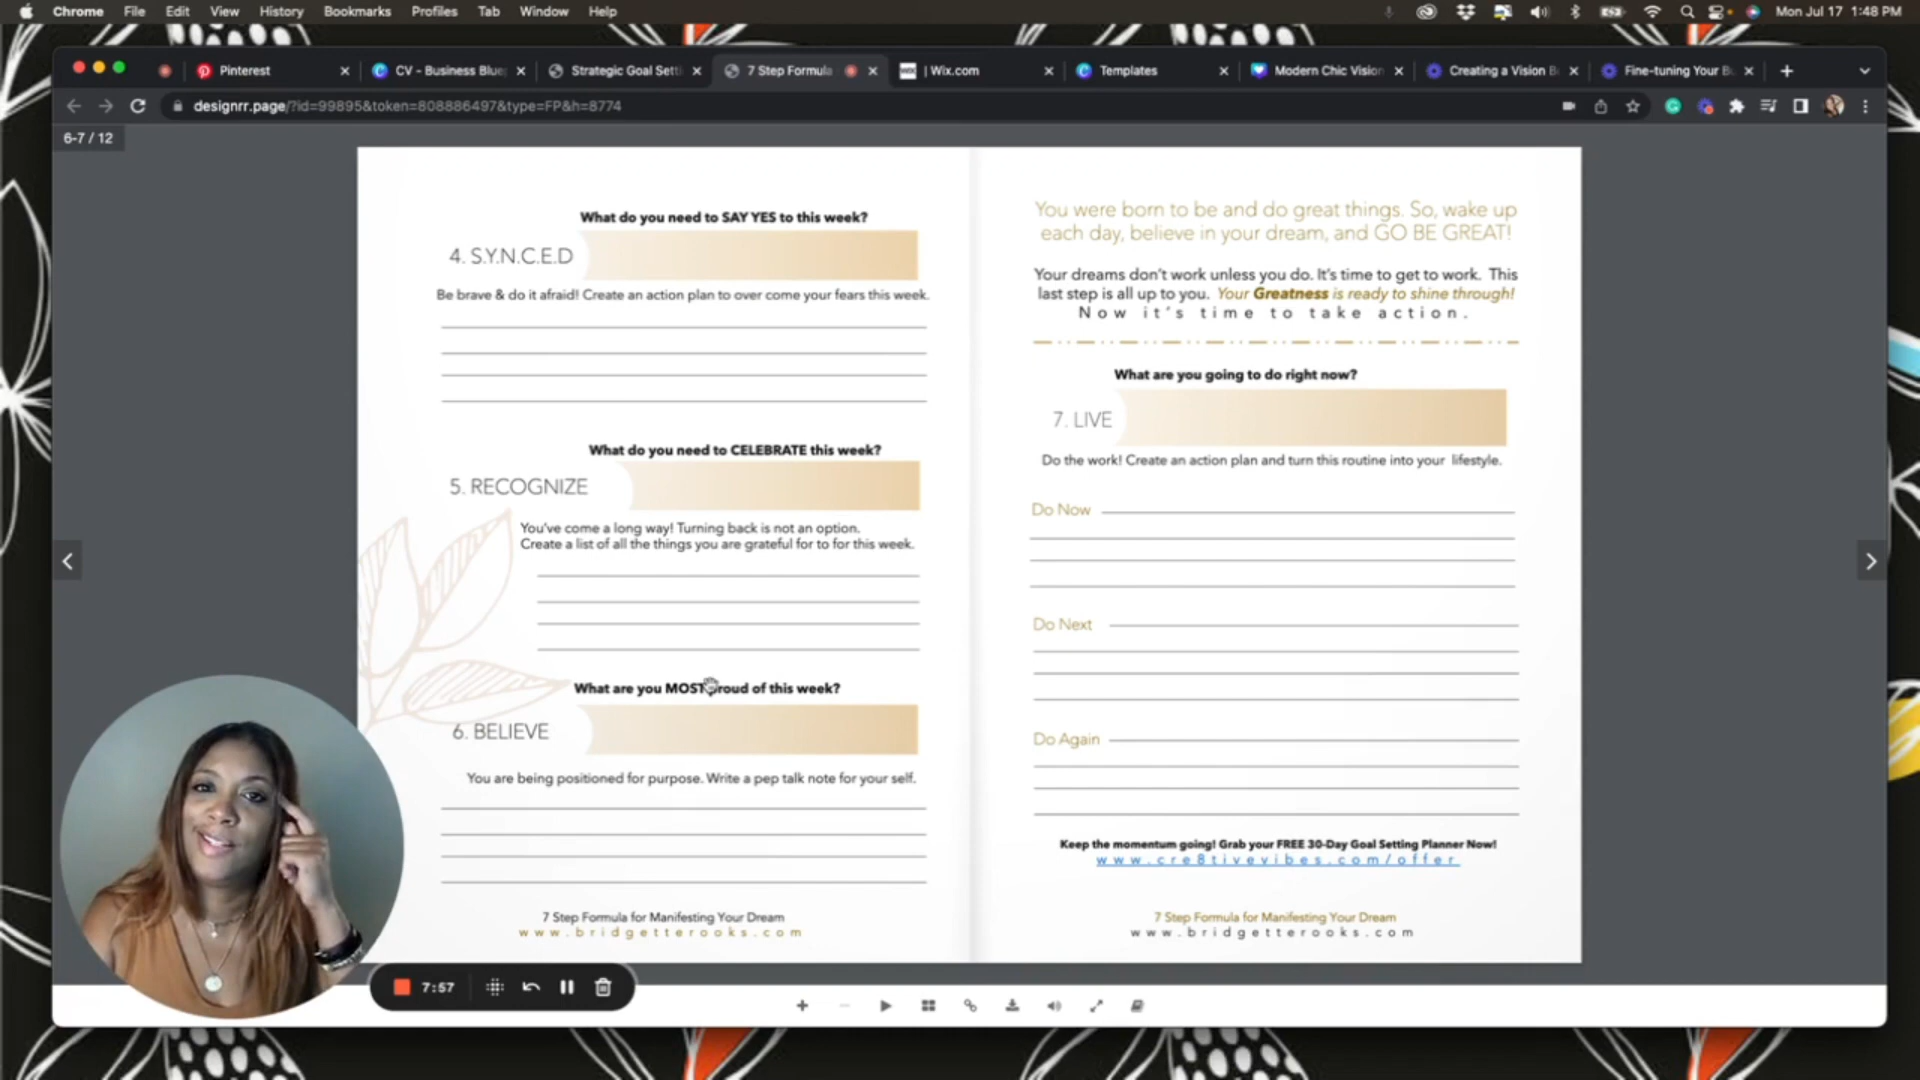 Chrome File Edit View History Bookmarks Profiles Tab Window Help
Mon Jul 17 1:48 PM
Pinterest
CV - Business Blue
Strategic Goal Sett
7 Step Formula
| Wix.com
Templates
Modern Chic Vision
Creating a Vision B
Fine-tuning Your B
designrr.page/?id=99895&token=808886497&type=FP&h=8774
6-7 / 12
What do you need to SAY YES to this week?
4. S.Y.N.C.E.D
Be brave & do it afraid! Create an action plan to over come your fears this week.
What do you need to CELEBRATE this week?
5. RECOGNIZE
You've come a long way! Turning back is not an option.
Create a list of all the things you are grateful for to for this week.
What are you MOST proud of this week?
6. BELIEVE
You are being positioned for purpose. Write a pep talk note for your self.
7 Step Formula for Manifesting Your Dream
www.bridgetterooks.com
You were born to be and do great things. So, wake up
each day, believe in your dream, and GO BE GREAT!
Your dreams don't work unless you do. It's time to get to work. This
last step is all up to you. Your Greatness is ready to shine through!
Now it's time to take action.
What are you going to do right now?
7. LIVE
Do the work! Create an action plan and turn this routine into your lifestyle.
Do Now
Do Next
Do Again
Keep the momentum going! Grab your FREE 30-Day Goal Setting Planner Now!
www.cre8tivevibes.com/offer
7 Step Formula for Manifesting Your Dream
www.bridgetterooks.com
7:57